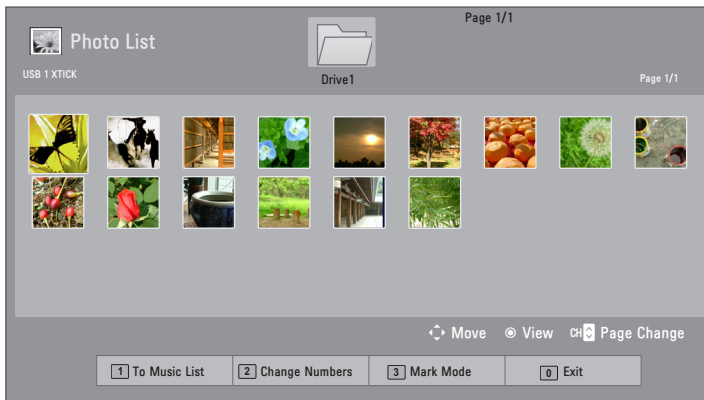 Page 1/1
Photo List
USB 1 XTICK
Drive1
Page 1/1
Move View CH Page Change
1 To Music List 2 Change Numbers 3 Mark Mode 0 Exit